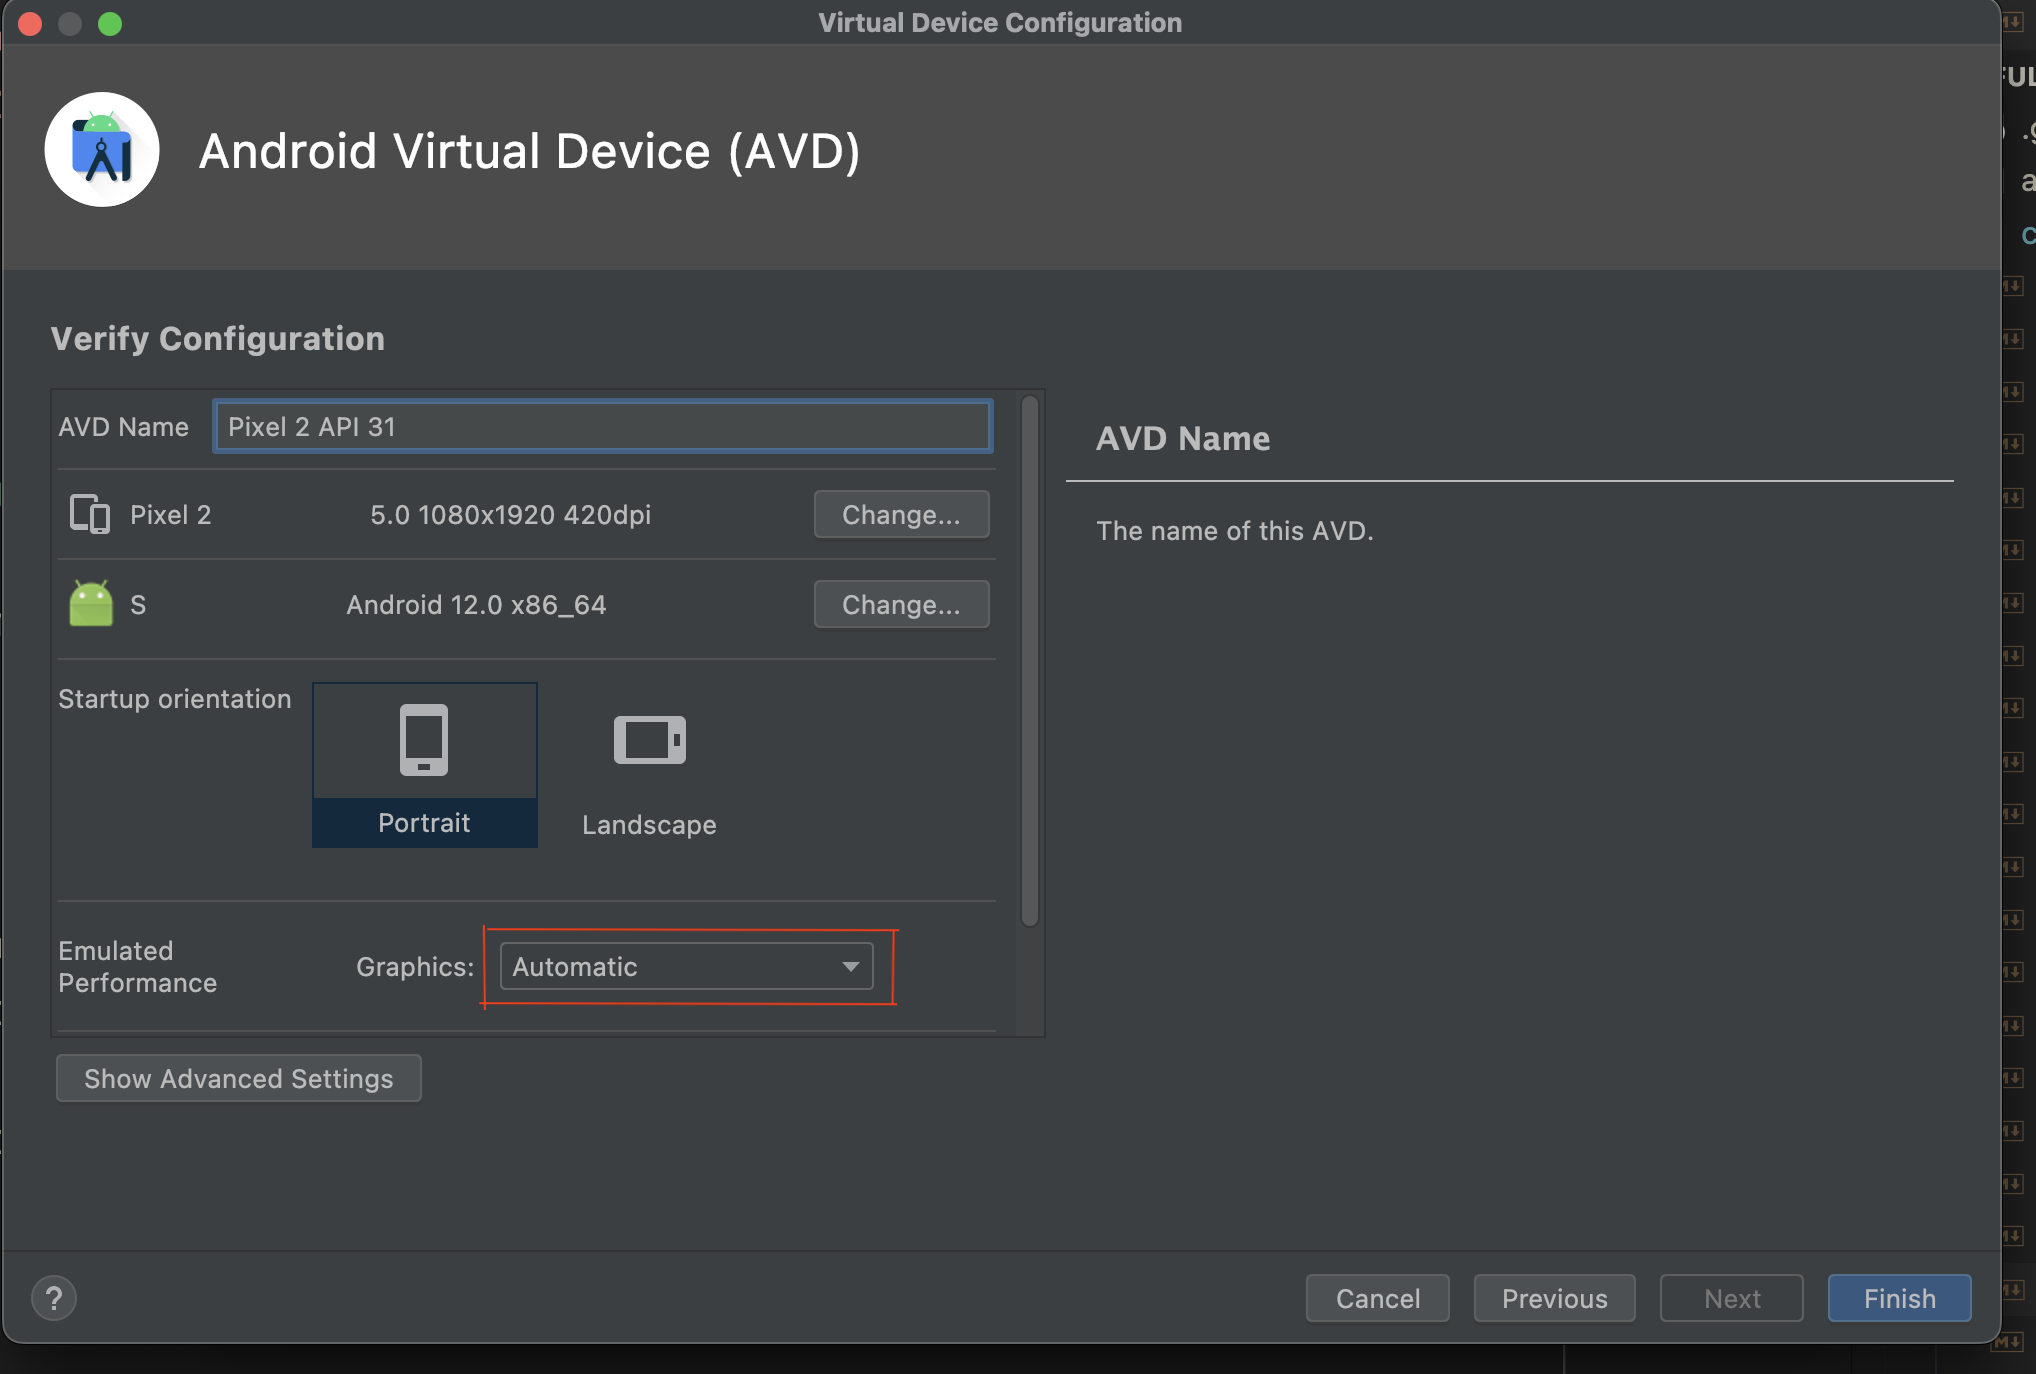 Virtual Device Configuration
Android Virtual Device (AVD)
Verify Configuration
AVD Name
Pixel 2 API 31
Pixel 2
5.0 1080x1920 420dpi
Change...
S
Android 12.0 x86_64
Change...
Startup orientation
Portrait
Landscape
Emulated
Performance
Graphics:
Automatic
Show Advanced Settings
AVD Name
The name of this AVD.
?
Cancel
Previous
Next
Finish